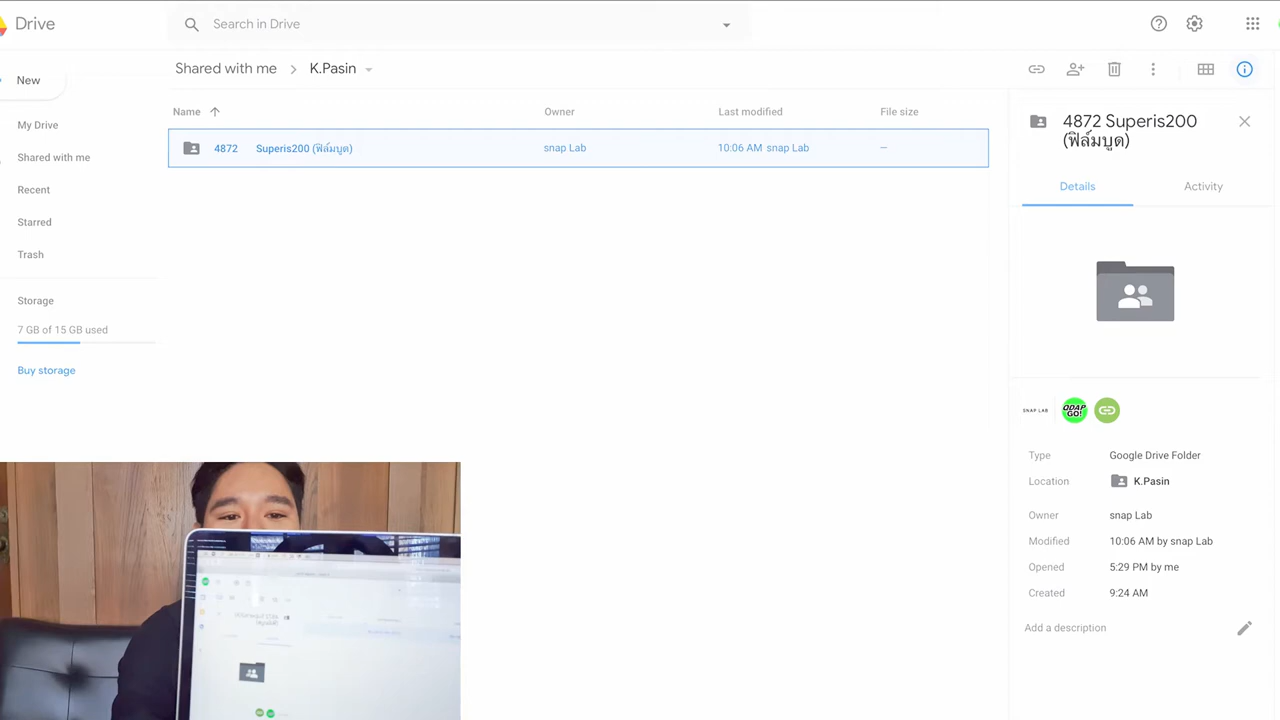 Drive
Search in Drive
New
Shared with me
K.Pasin
My Drive
Shared with me
Recent
Starred
Trash
Storage
7 GB of 15 GB used
Buy storage
Name
Owner
Last modified
File size
4872 Superis200 (ฟิล์มบูด)
snap Lab
10:06 AM snap Lab
—
4872 Superis200
(ฟิล์มบูด)
Details
Activity
SNAP LAB
QDAP
GO!
Type
Google Drive Folder
Location
K.Pasin
Owner
snap Lab
Modified
10:06 AM by snap Lab
Opened
5:29 PM by me
Created
9:24 AM
Add a description